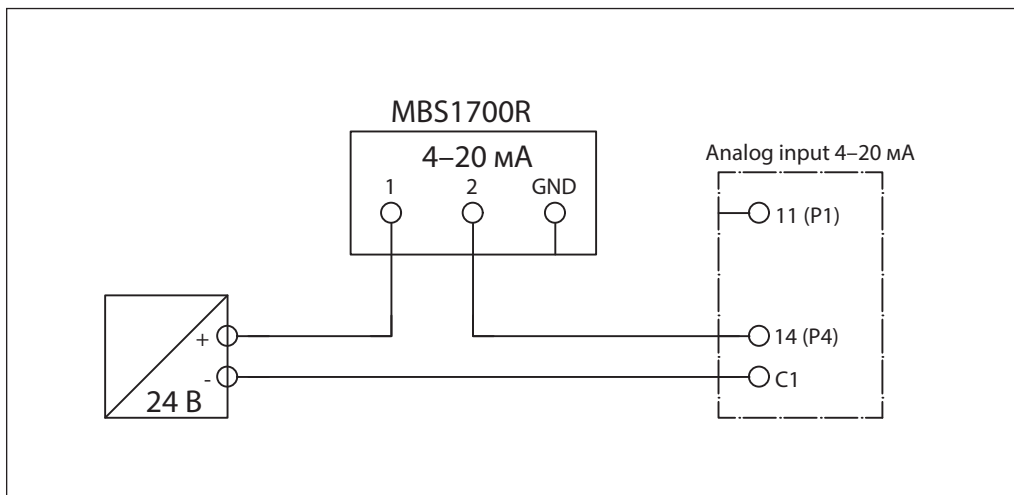 MBS1700R
4–20 мА
1 2 GND
Analog input 4–20 мА
11 (P1)
+
14 (P4)
-
C1
24 В